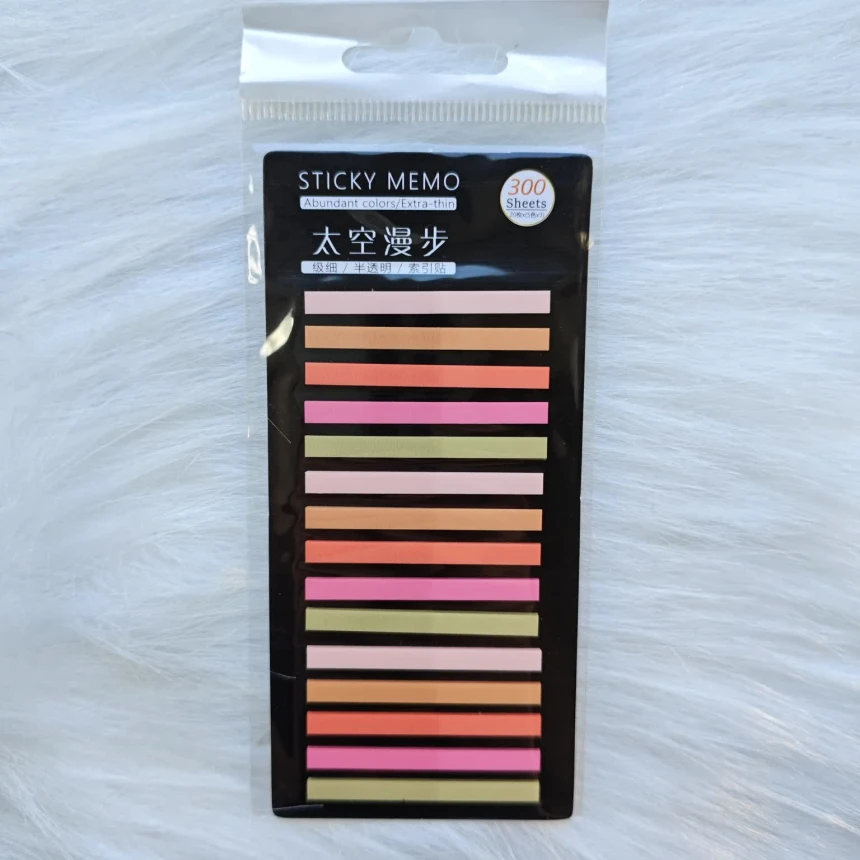 STICKY MEMO
Abundant colors/Extra-thin
300
Sheets
太空漫步
级细 / 半透明 / 索引贴